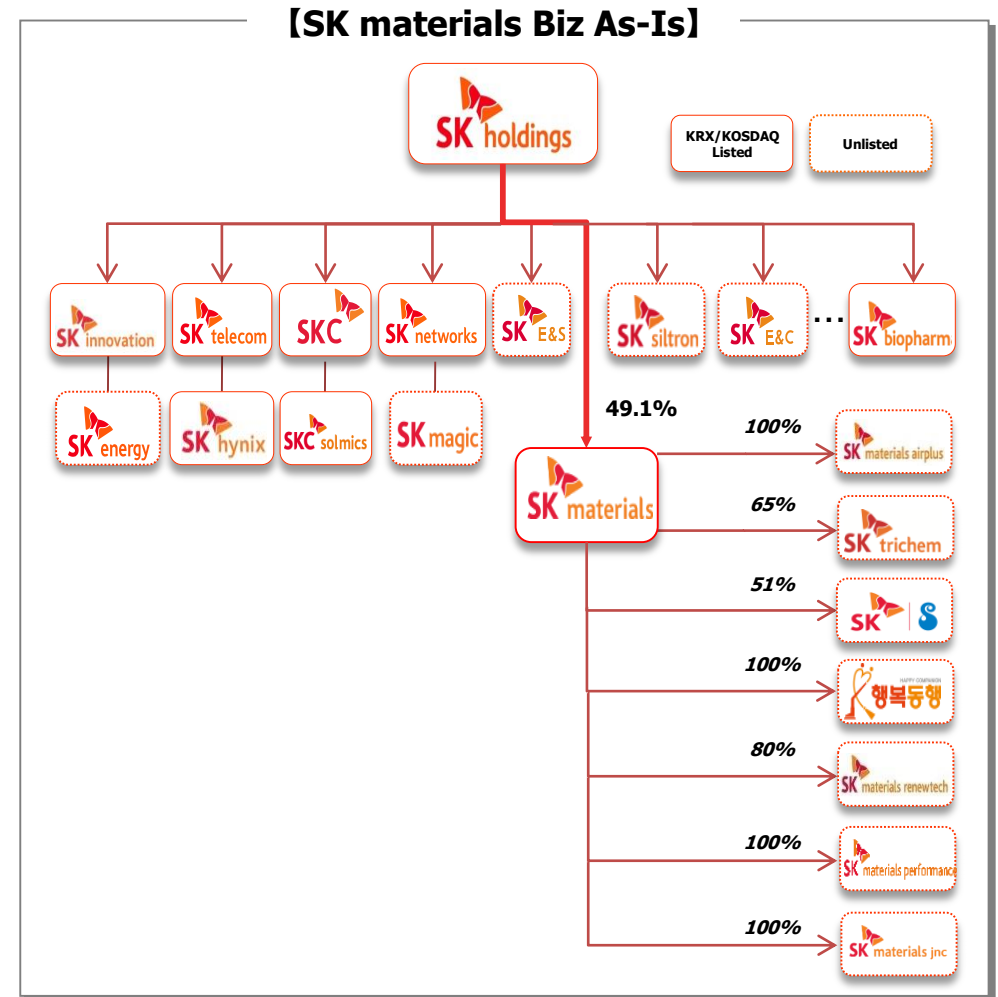 【SK materials Biz As-Is】
SK holdings
KRX/KOSDAQ
Listed
Unlisted
SK innovation
SK telecom
SKC
SK networks
SK E&S
SK siltron
SK E&C
...
SK biopharm
SK energy
SK hynix
SKC solmics
SK magic
49.1%
SK materials
100%
SK materials airplus
65%
SK trichem
51%
SK S
100%
HAPPY COMPANION
행복동행
80%
SK materials renewtech
100%
SK materials performance
100%
SK materials jnc